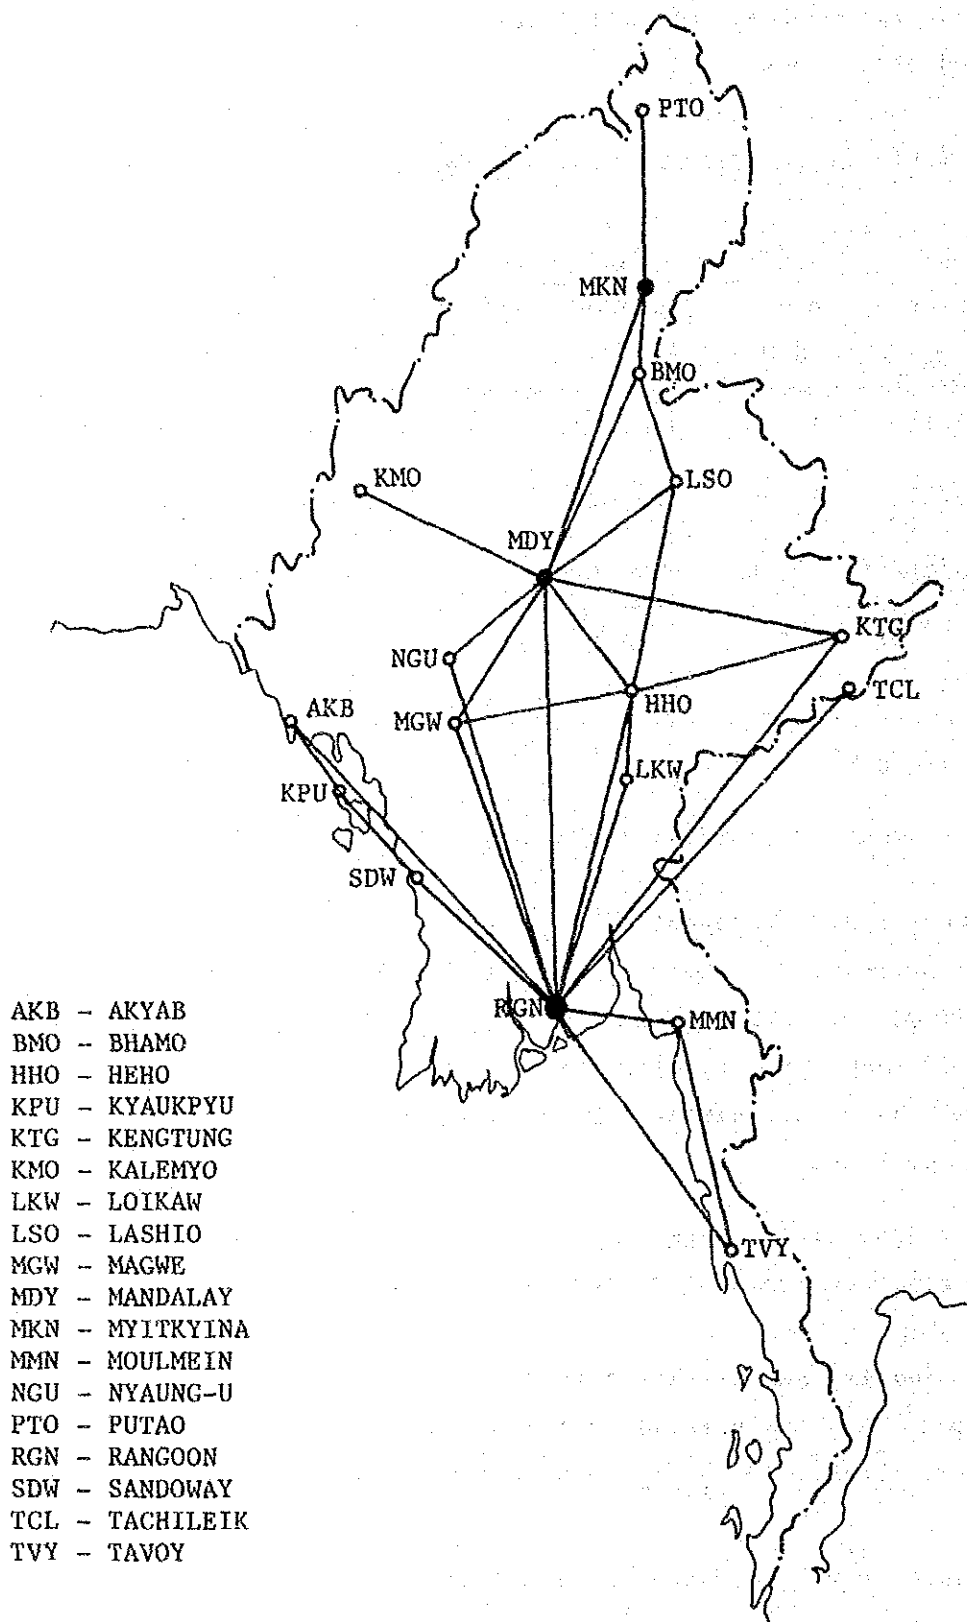 PTO
MKN
BMO
KMO
LSO
MDY
KTG
NGU
TCL
HHO
AKB
MGW
LKW
KPU
SDW
RGN
MMN
TVY
AKB - AKYAB
BMO - BHAMO
HHO - HEHO
KPU - KYAUKPYU
KTG - KENGTUNG
KMO - KALEMYO
LKW - LOIKAW
LSO - LASHIO
MGW - MAGWE
MDY - MANDALAY
MKN - MYITKYINA
MMN - MOULMEIN
NGU - NYAUNG-U
PTO - PUTAO
RGN - RANGOON
SDW - SANDOWAY
TCL - TACHILEIK
TVY - TAVOY